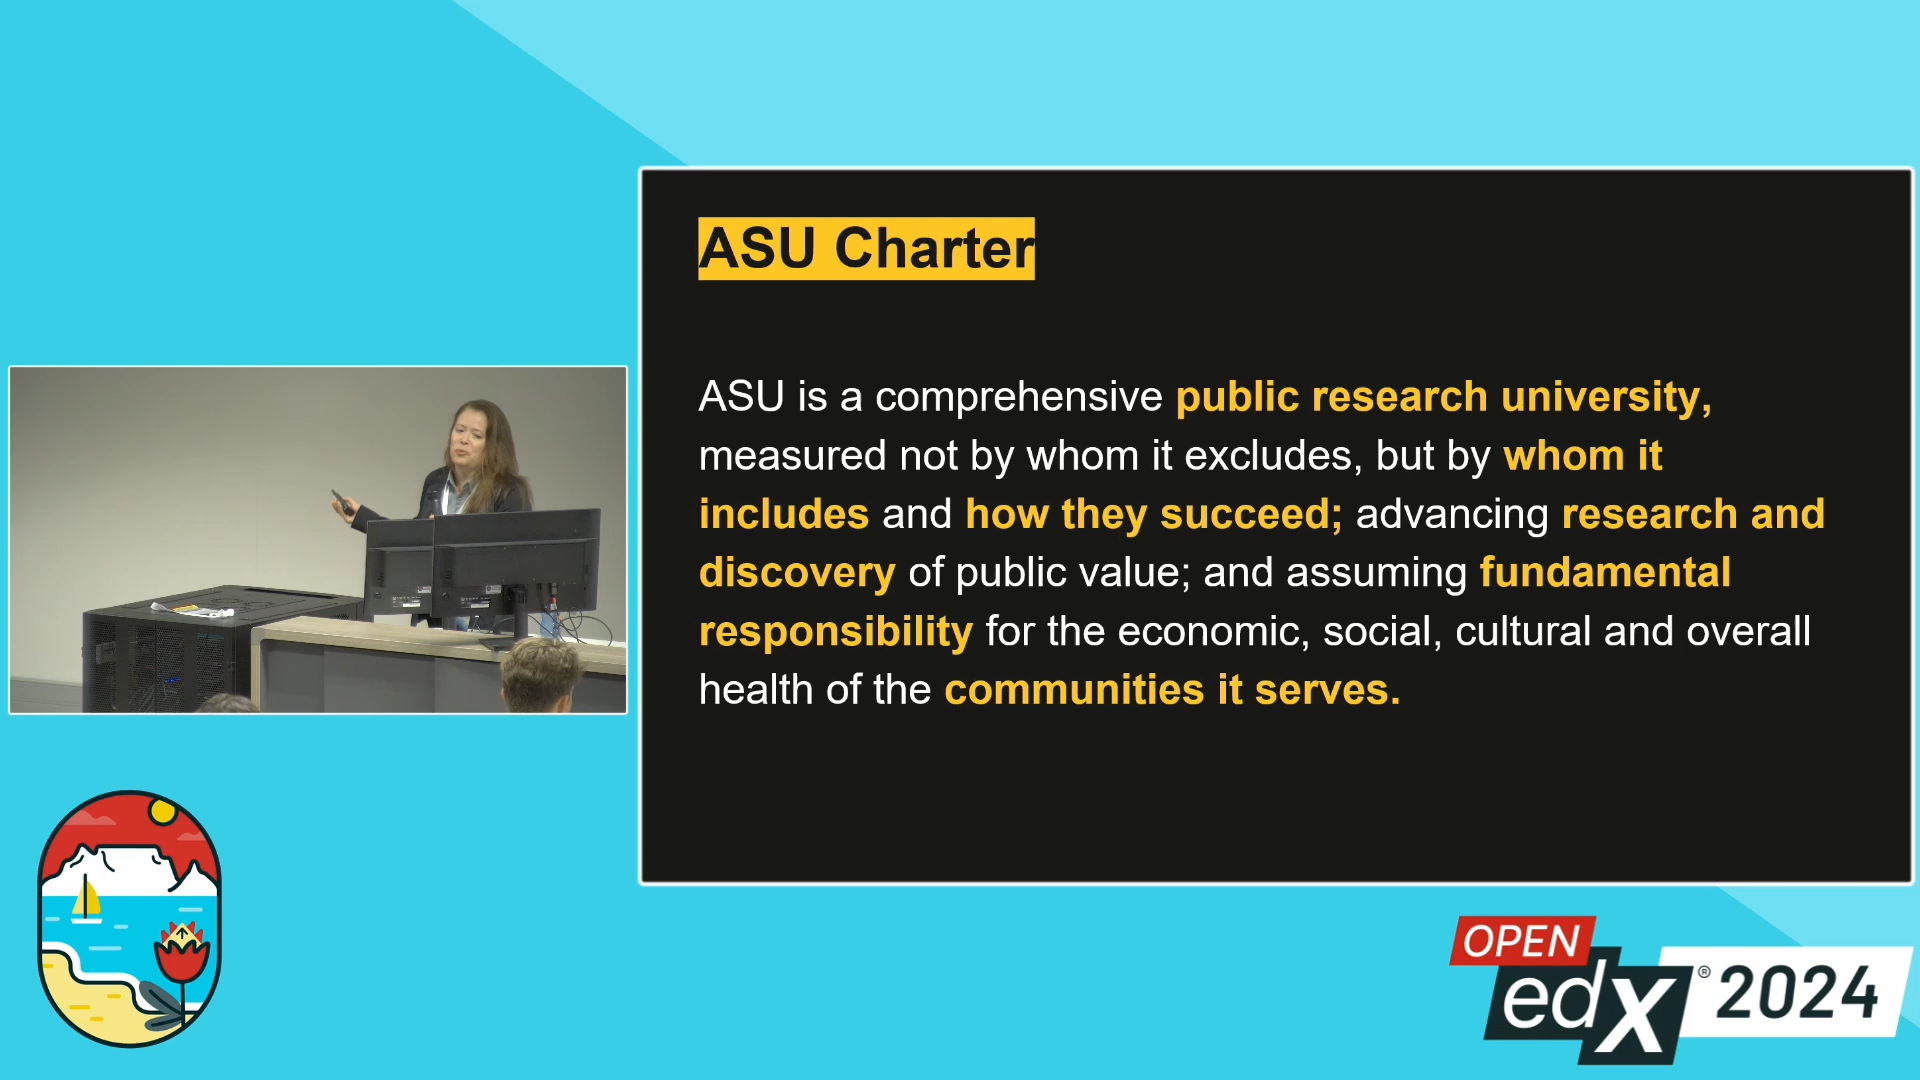 ASU Charter
ASU is a comprehensive public research university,
measured not by whom it excludes, but by whom it
includes and how they succeed; advancing research and
discovery of public value; and assuming fundamental
responsibility for the economic, social, cultural and overall
health of the communities it serves.
OPEN
edX ® 2024